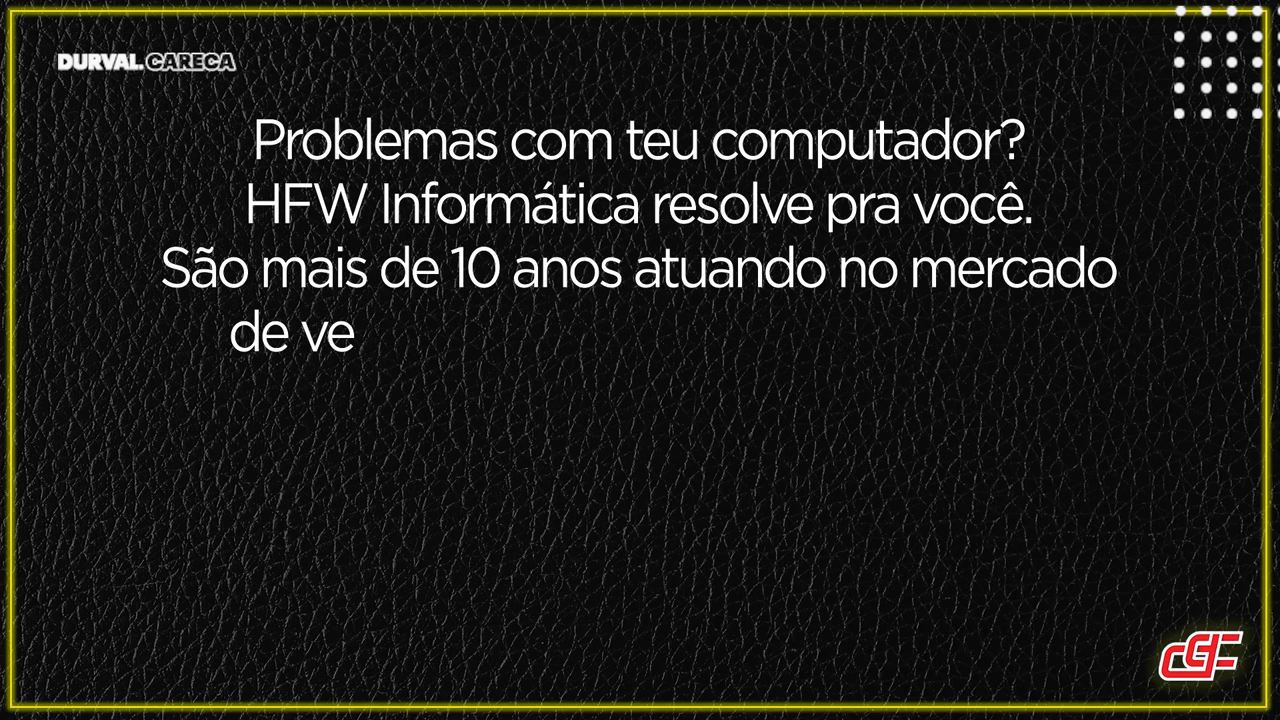 DURVAL.CARECA
Problemas com teu computador?
HFW Informática resolve pra você.
São mais de 10 anos atuando no mercado
de ve
CGF